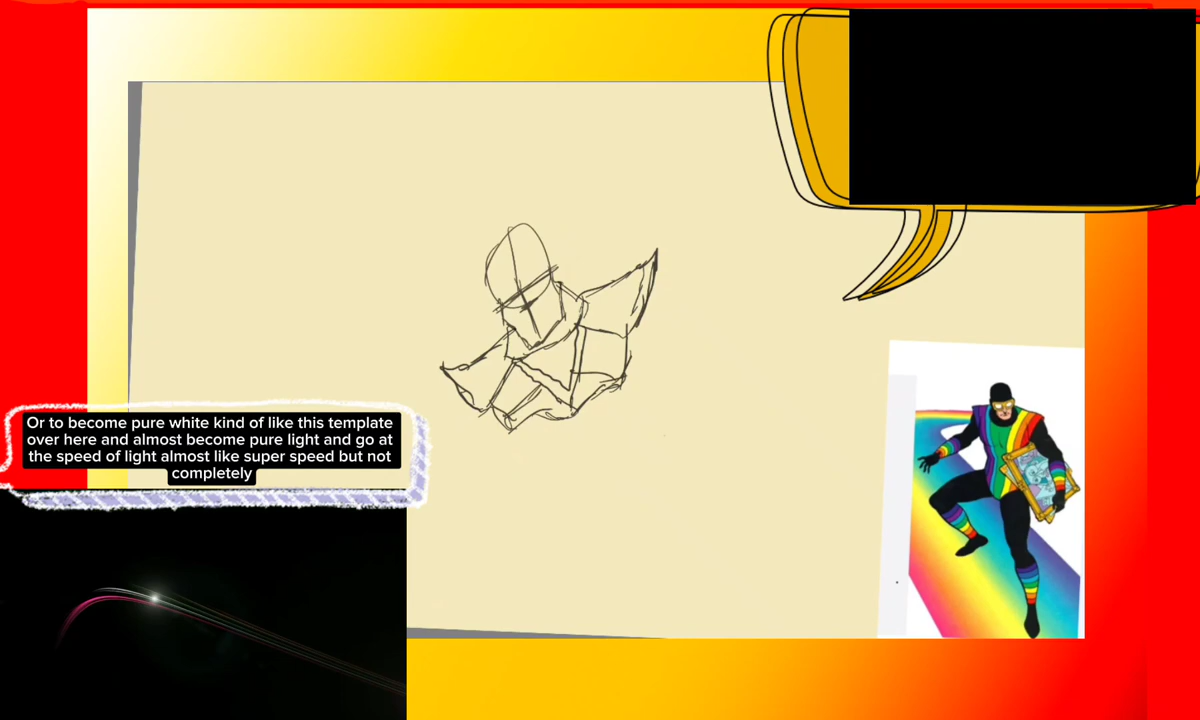 Or to become pure white kind of like this template
over here and almost become pure light and go at
the speed of light almost like super speed but not
completely